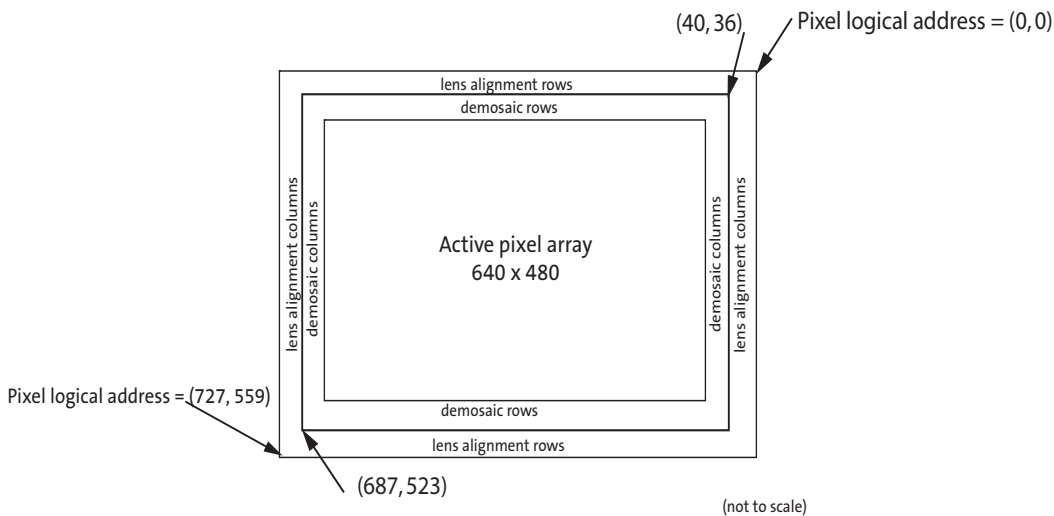 (40, 36)
Pixel logical address = (0, 0)
lens alignment rows
demosaic rows
lens alignment columns
demosaic columns
Active pixel array
640 x 480
demosaic columns
lens alignment columns
Pixel logical address = (727, 559)
demosaic rows
lens alignment rows
(687, 523)
(not to scale)